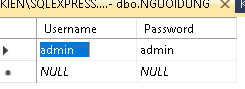 KIEN\SQLEXPRESS....- dbo.NGUOIDUNG
Username Password
admin admin
NULL NULL